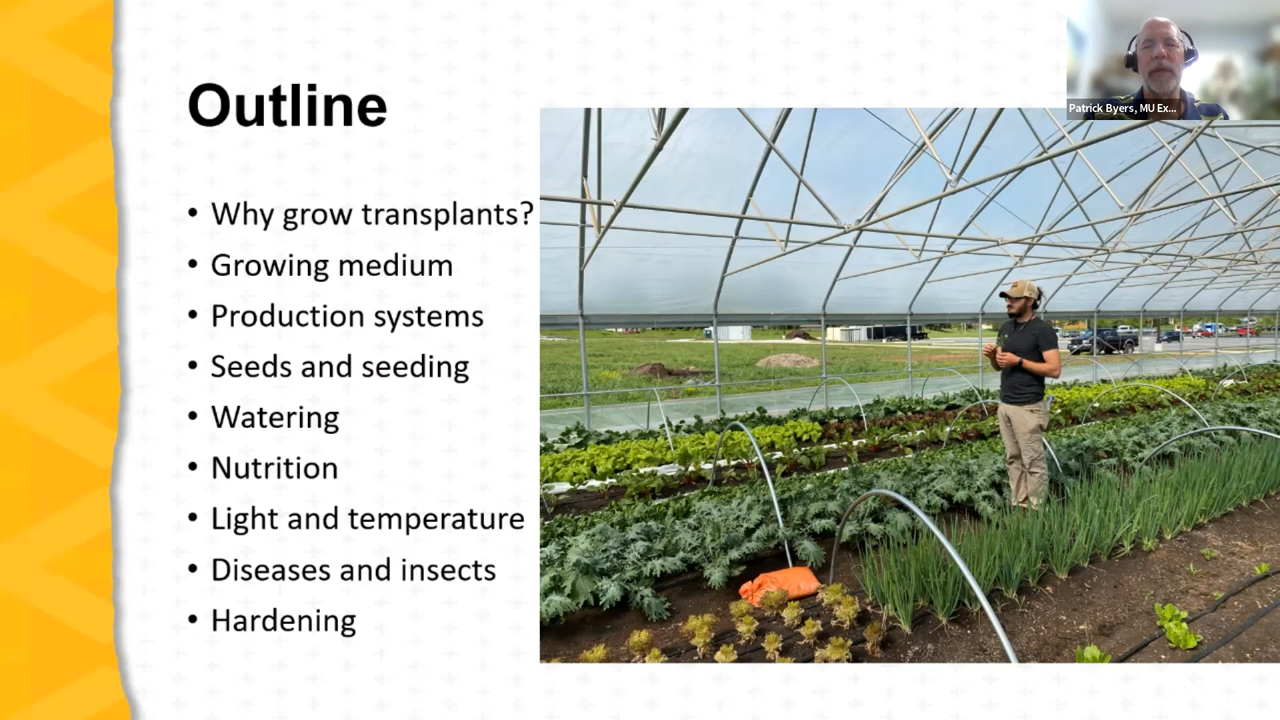 Patrick Byers, MU Ex...
Outline
• Why grow transplants?
• Growing medium
• Production systems
• Seeds and seeding
• Watering
• Nutrition
• Light and temperature
• Diseases and insects
• Hardening